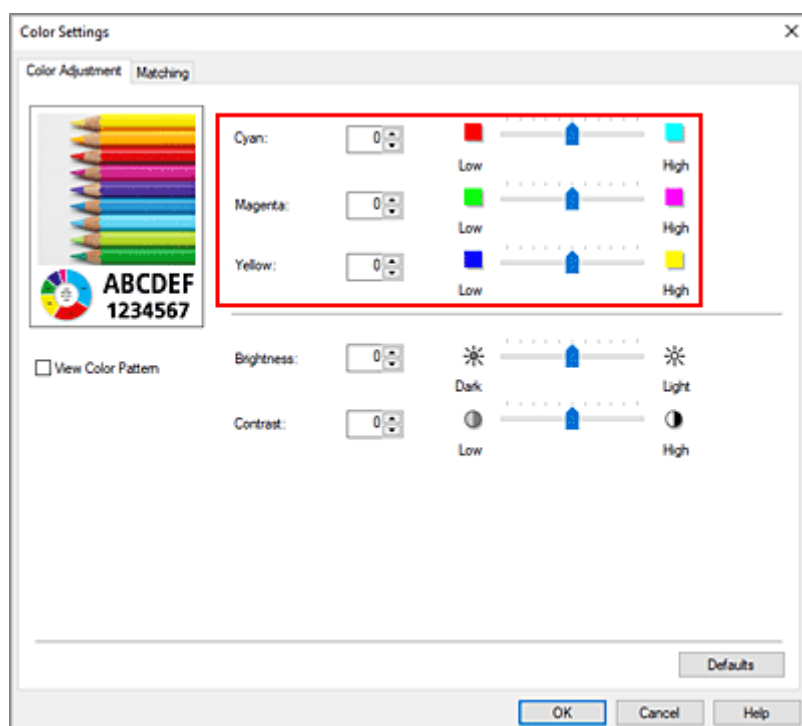 Color Settings
Color Adjustment Matching
Cyan: 0
Low High
Magenta: 0
Low High
Yellow: 0
Low High
ABCDEF
1234567
View Color Pattern
Brightness: 0
Dark Light
Contrast: 0
Low High
Defaults
OK Cancel Help